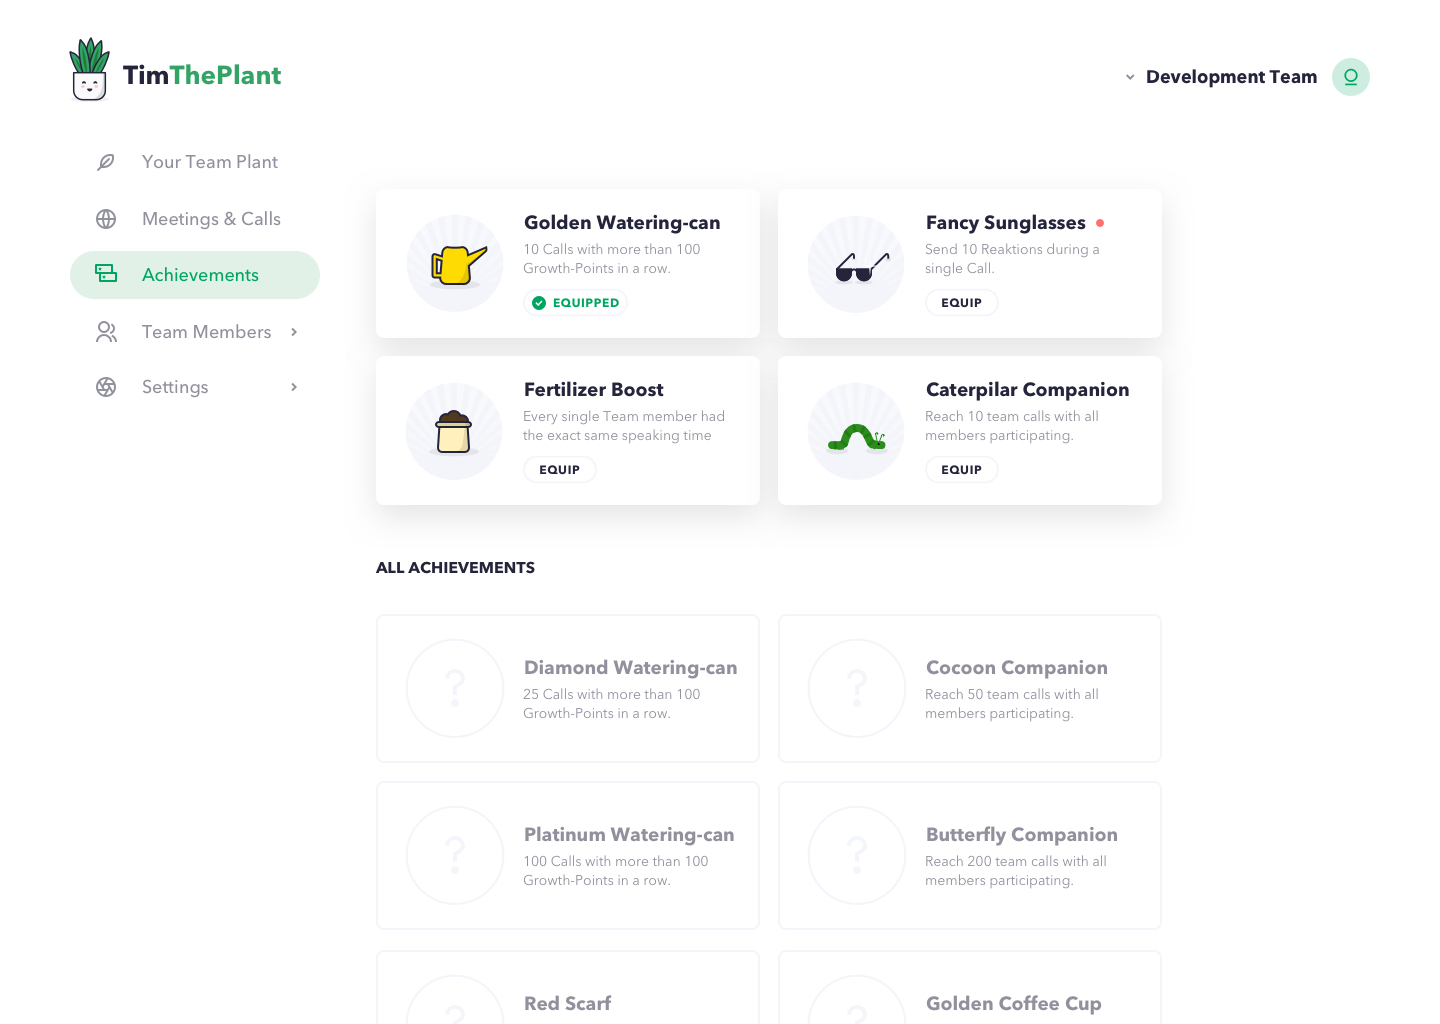 TimThePlant
Development Team
Your Team Plant
Meetings & Calls
Achievements
Team Members
Settings
Golden Watering-can
10 Calls with more than 100
Growth-Points in a row.
EQUIPPED
Fancy Sunglasses
Send 10 Reaktions during a
single Call.
EQUIP
Fertilizer Boost
Every single Team member had
the exact same speaking time
EQUIP
Caterpilar Companion
Reach 10 team calls with all
members participating.
EQUIP
ALL ACHIEVEMENTS
?
Diamond Watering-can
25 Calls with more than 100
Growth-Points in a row.
?
Cocoon Companion
Reach 50 team calls with all
members participating.
?
Platinum Watering-can
100 Calls with more than 100
Growth-Points in a row.
?
Butterfly Companion
Reach 200 team calls with all
members participating.
?
Red Scarf
?
Golden Coffee Cup